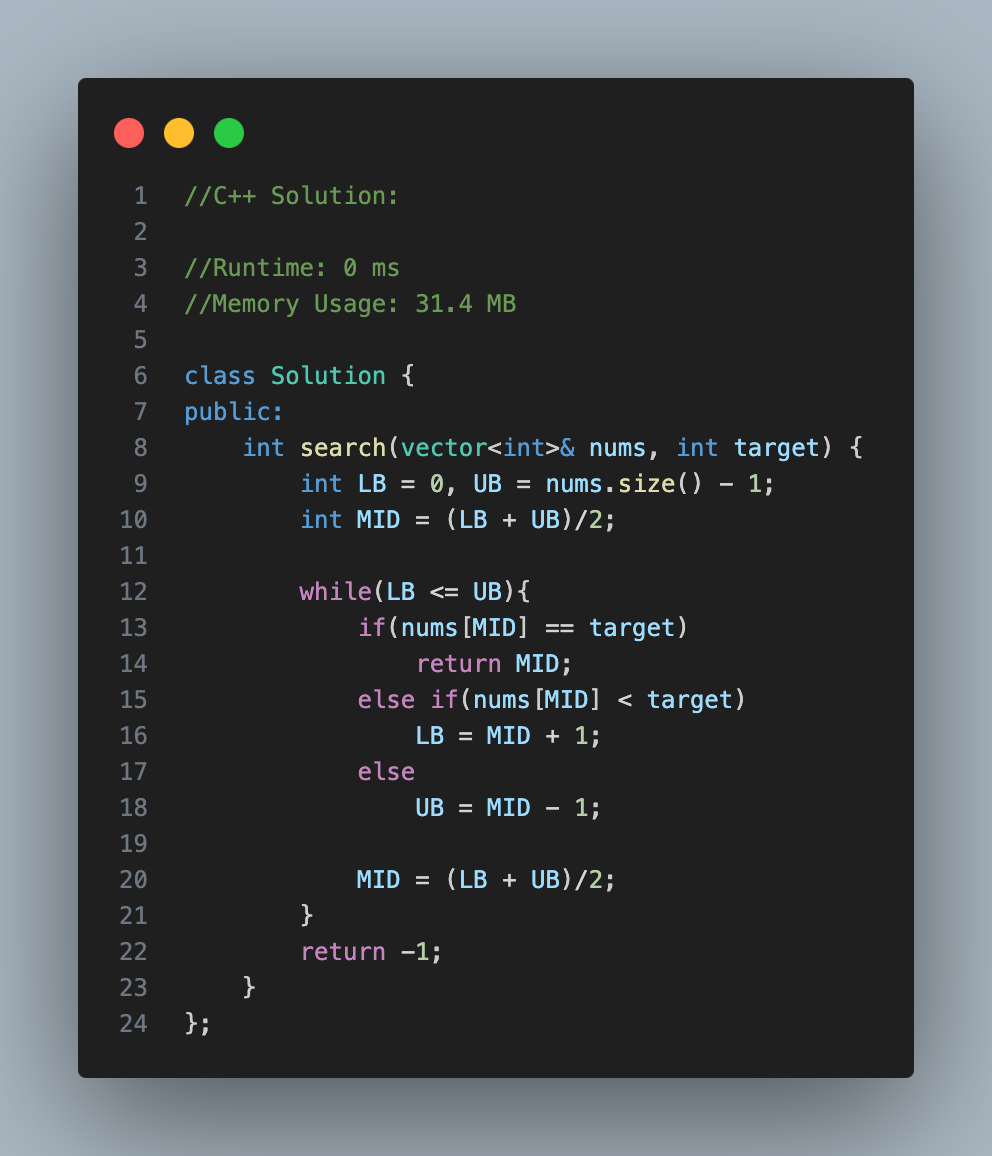 1 //C++ Solution:
2
3 //Runtime: 0 ms
4 //Memory Usage: 31.4 MB
5
6 class Solution {
7 public:
8     int search(vector<int>& nums, int target) {
9           int LB = 0, UB = nums.size() - 1;
10          int MID = (LB + UB)/2;
11
12          while(LB <= UB){
13              if(nums[MID] == target)
14                  return MID;
15              else if(nums[MID] < target)
16                  LB = MID + 1;
17              else
18                  UB = MID - 1;
19
20              MID = (LB + UB)/2;
21          }
22          return -1;
23      }
24 };